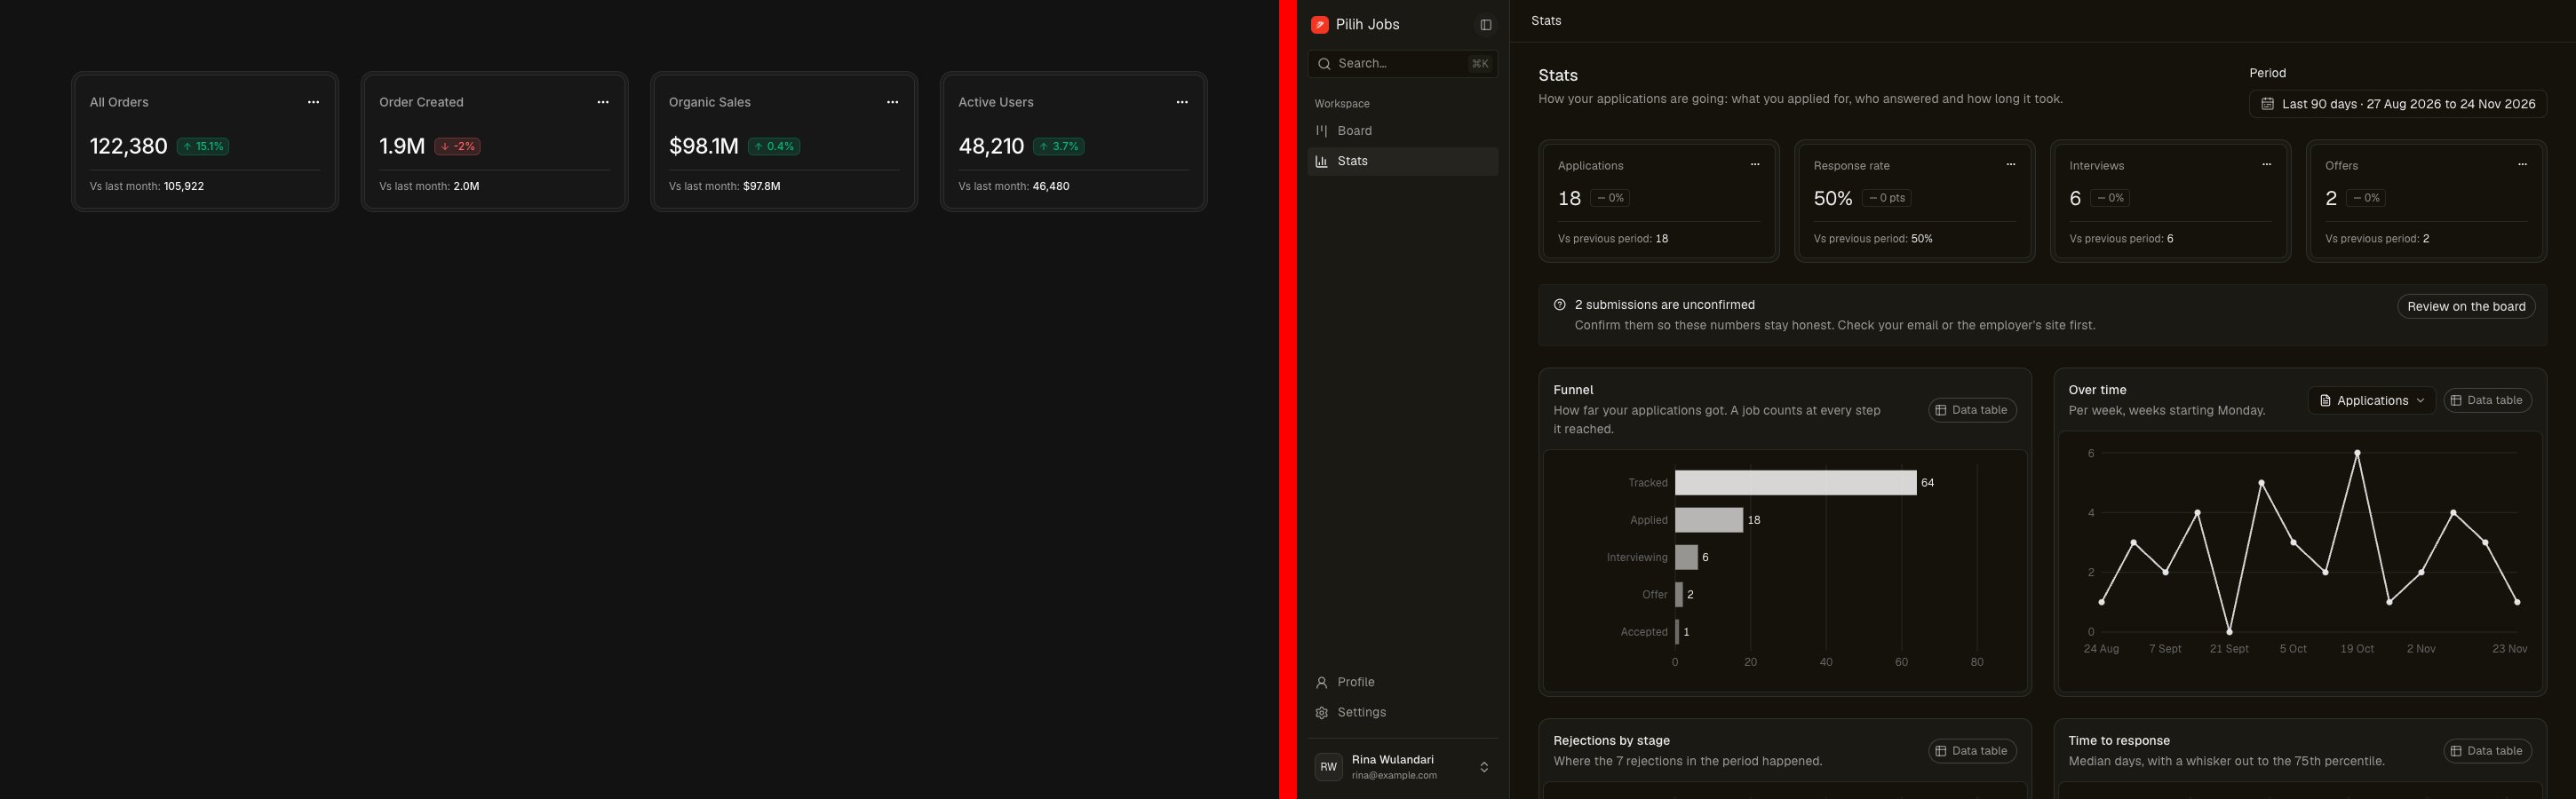 All Orders
122,380 ↑ 15.1%
Vs last month: 105,922
Order Created
1.9M ↓ -2%
Vs last month: 2.0M
Organic Sales
$98.1M ↑ 0.4%
Vs last month: $97.8M
Active Users
48,210 ↑ 3.7%
Vs last month: 46,480
Pilih Jobs
Search... ⌘K
Workspace
Board
Stats
Profile
Settings
RW
Rina Wulandari
rina@example.com
Stats
Stats
How your applications are going: what you applied for, who answered and how long it took.
Period
Last 90 days · 27 Aug 2026 to 24 Nov 2026
Applications
18 — 0%
Vs previous period: 18
Response rate
50% — 0 pts
Vs previous period: 50%
Interviews
6 — 0%
Vs previous period: 6
Offers
2 — 0%
Vs previous period: 2
2 submissions are unconfirmed
Confirm them so these numbers stay honest. Check your email or the employer's site first.
Review on the board
Funnel
How far your applications got. A job counts at every step
it reached.
Data table
Tracked 64
Applied 18
Interviewing 6
Offer 2
Accepted 1
0 20 40 60 80
Over time
Per week, weeks starting Monday.
Applications
Data table
6
4
2
0
24 Aug 7 Sept 21 Sept 5 Oct 19 Oct 2 Nov 23 Nov
Rejections by stage
Where the 7 rejections in the period happened.
Data table
Time to response
Median days, with a whisker out to the 75th percentile.
Data table